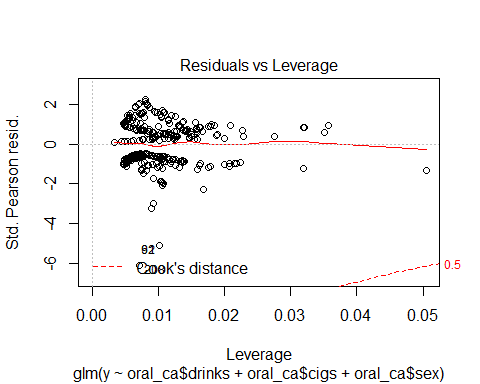 Residuals vs Leverage
Std. Pearson resid.
2
0
-2
-4
-6
0.5
Cook's distance
0.00 0.01 0.02 0.03 0.04 0.05
Leverage
glm(y ~ oral_ca$drinks + oral_ca$cigs + oral_ca$sex)